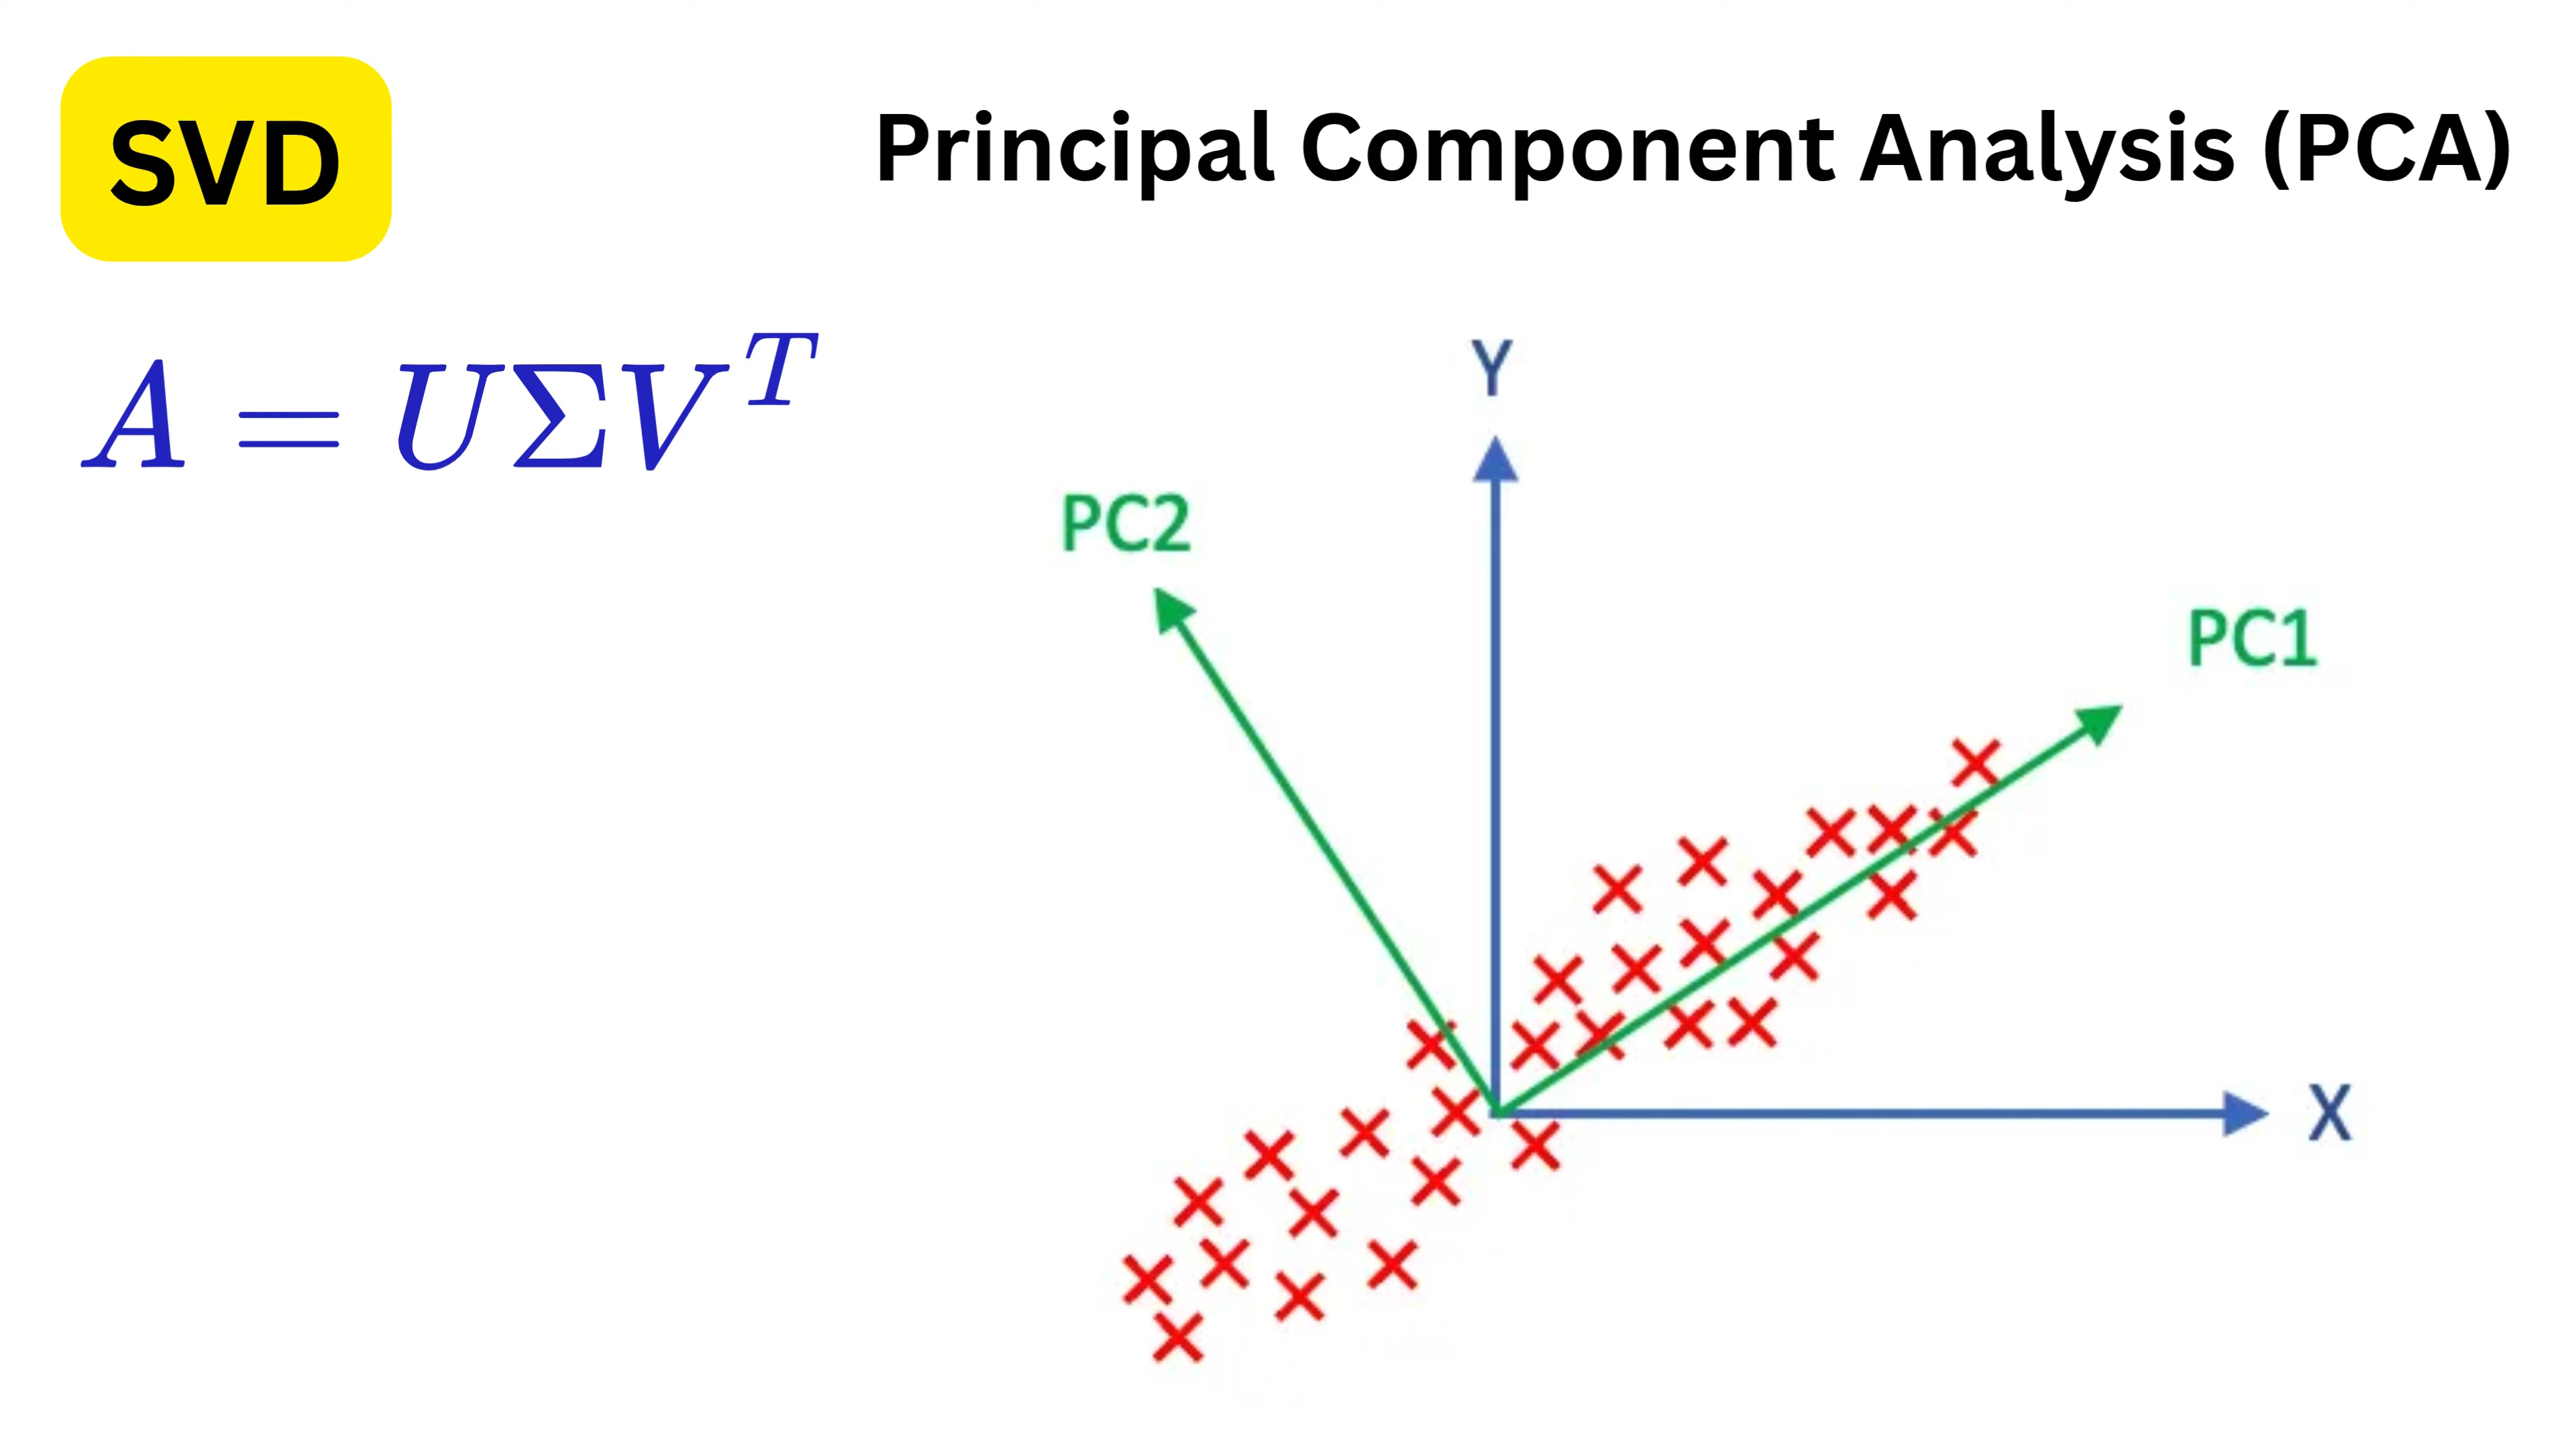 SVD
Principal Component Analysis (PCA)
A = UΣV^T
Y
PC2
PC1
X